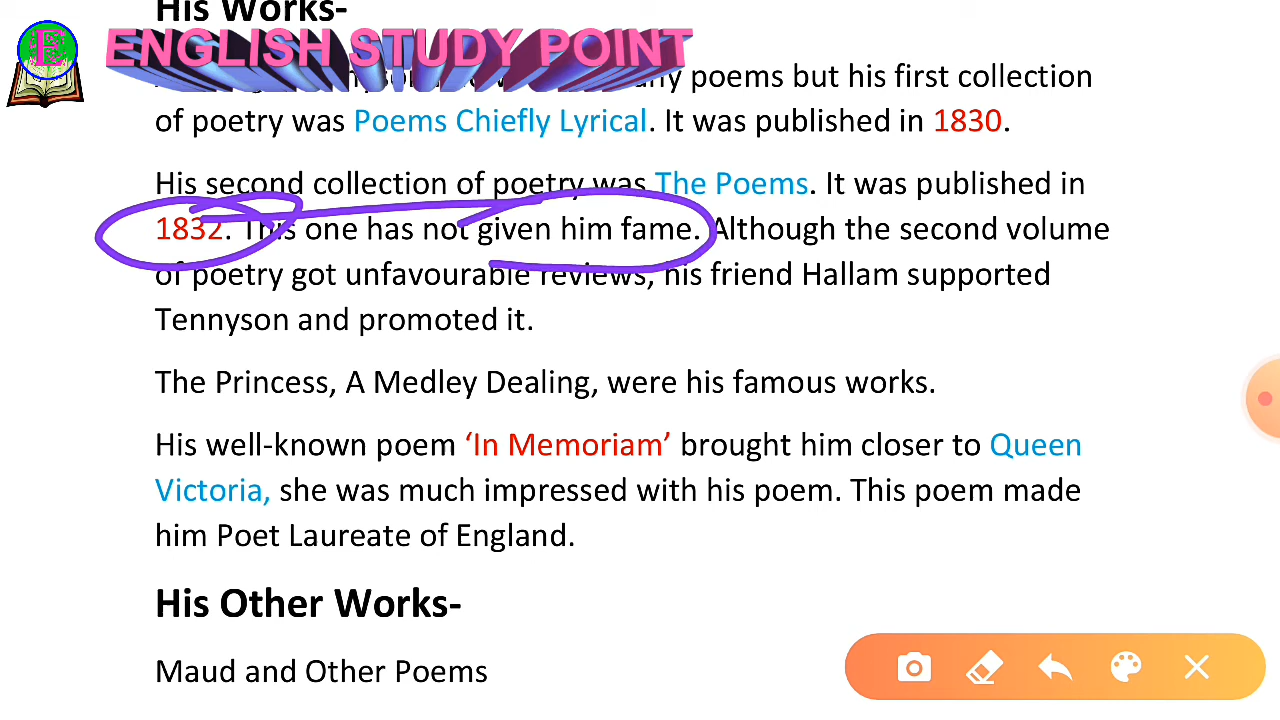 His Works-
E
ENGLISH STUDY POINT
poems but his first collection
of poetry was Poems Chiefly Lyrical. It was published in 1830.
His second collection of poetry was The Poems. It was published in
1832. This one has not given him fame. Although the second volume
of poetry got unfavourable reviews, his friend Hallam supported
Tennyson and promoted it.
The Princess, A Medley Dealing, were his famous works.
His well-known poem ‘In Memoriam’ brought him closer to Queen
Victoria, she was much impressed with his poem. This poem made
him Poet Laureate of England.
His Other Works-
Maud and Other Poems